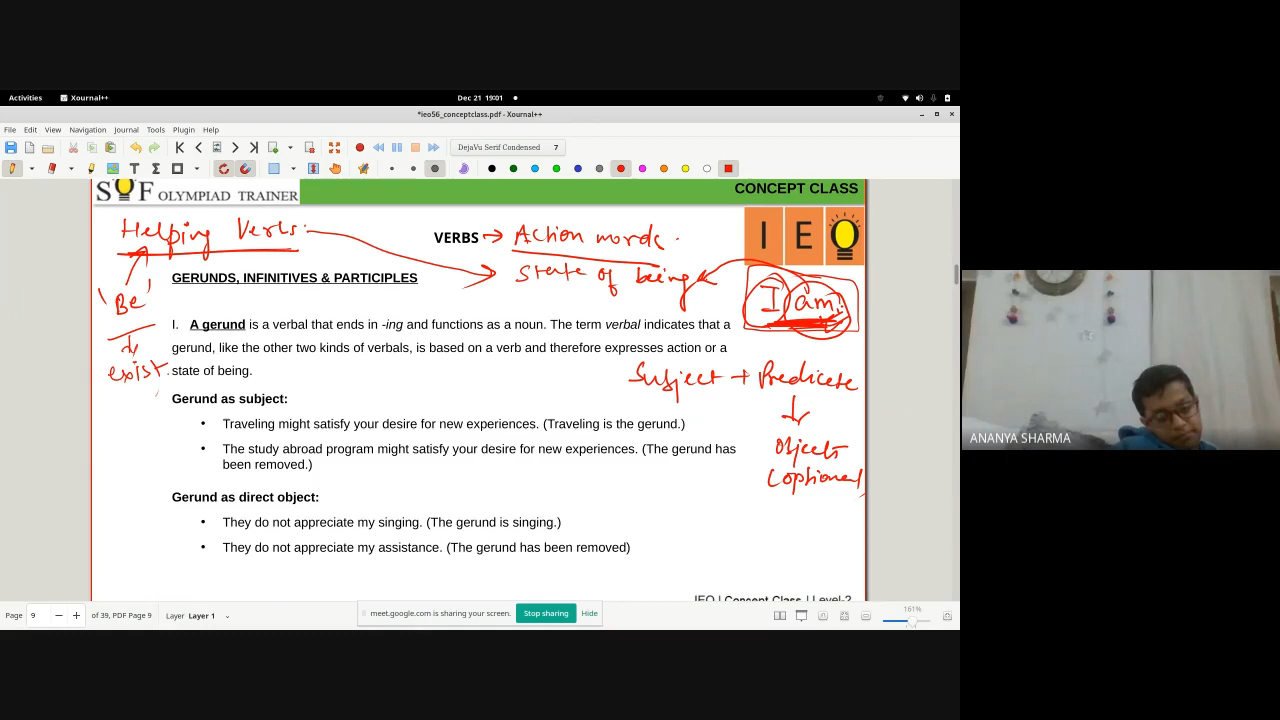 Activities Xournal++ Dec 21 19:01
*ieo56_conceptclass.pdf - Xournal++
File Edit View Navigation Journal Tools Plugin Help
DejaVu Serif Condensed 7
SOF OLYMPIAD TRAINER CONCEPT CLASS
Helping Verbs
VERBS → Action words.
I E O
State of being
GERUNDS, INFINITIVES & PARTICIPLES
'Be'
I am.
I. A gerund is a verbal that ends in -ing and functions as a noun. The term verbal indicates that a
gerund, like the other two kinds of verbals, is based on a verb and therefore expresses action or a
exist.
state of being.
Subject + Predicate
Gerund as subject:
• Traveling might satisfy your desire for new experiences. (Traveling is the gerund.)
• The study abroad program might satisfy your desire for new experiences. (The gerund has
been removed.)
Objects
(optional)
Gerund as direct object:
• They do not appreciate my singing. (The gerund is singing.)
• They do not appreciate my assistance. (The gerund has been removed)
IEO | Concept Class | Level-2
ANANYA SHARMA
meet.google.com is sharing your screen. Stop sharing Hide
Page 9 of 39, PDF Page 9 Layer Layer 1 161%